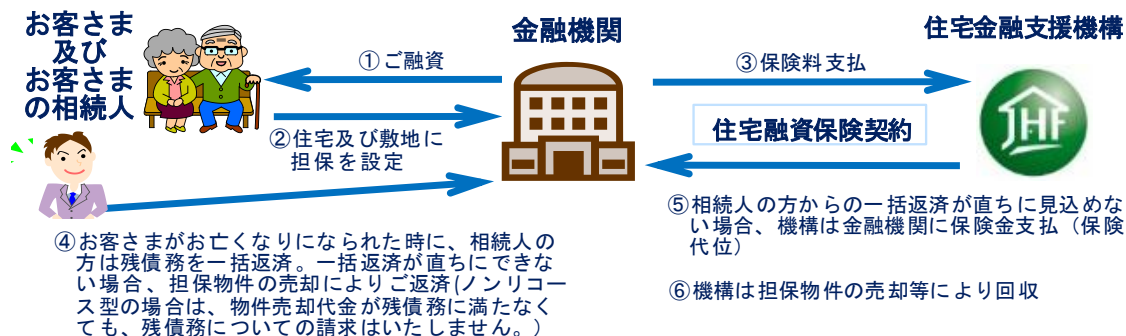 お客さま
及び
お客さま
の相続人
金融機関
住宅金融支援機構
①ご融資
③保険料支払
②住宅及び敷地に
担保を設定
住宅融資保険契約
JHF
④お客さまがお亡くなりになられた時に、相続人の
方は残債務を一括返済。一括返済が直ちにできな
い場合、担保物件の売却によりご返済(ノンリコー
ス型の場合は、物件売却代金が残債務に満たなく
ても、残債務についての請求はいたしません。)
⑤相続人の方からの一括返済が直ちに見込めな
い場合、機構は金融機関に保険金支払（保険
代位）
⑥機構は担保物件の売却等により回収